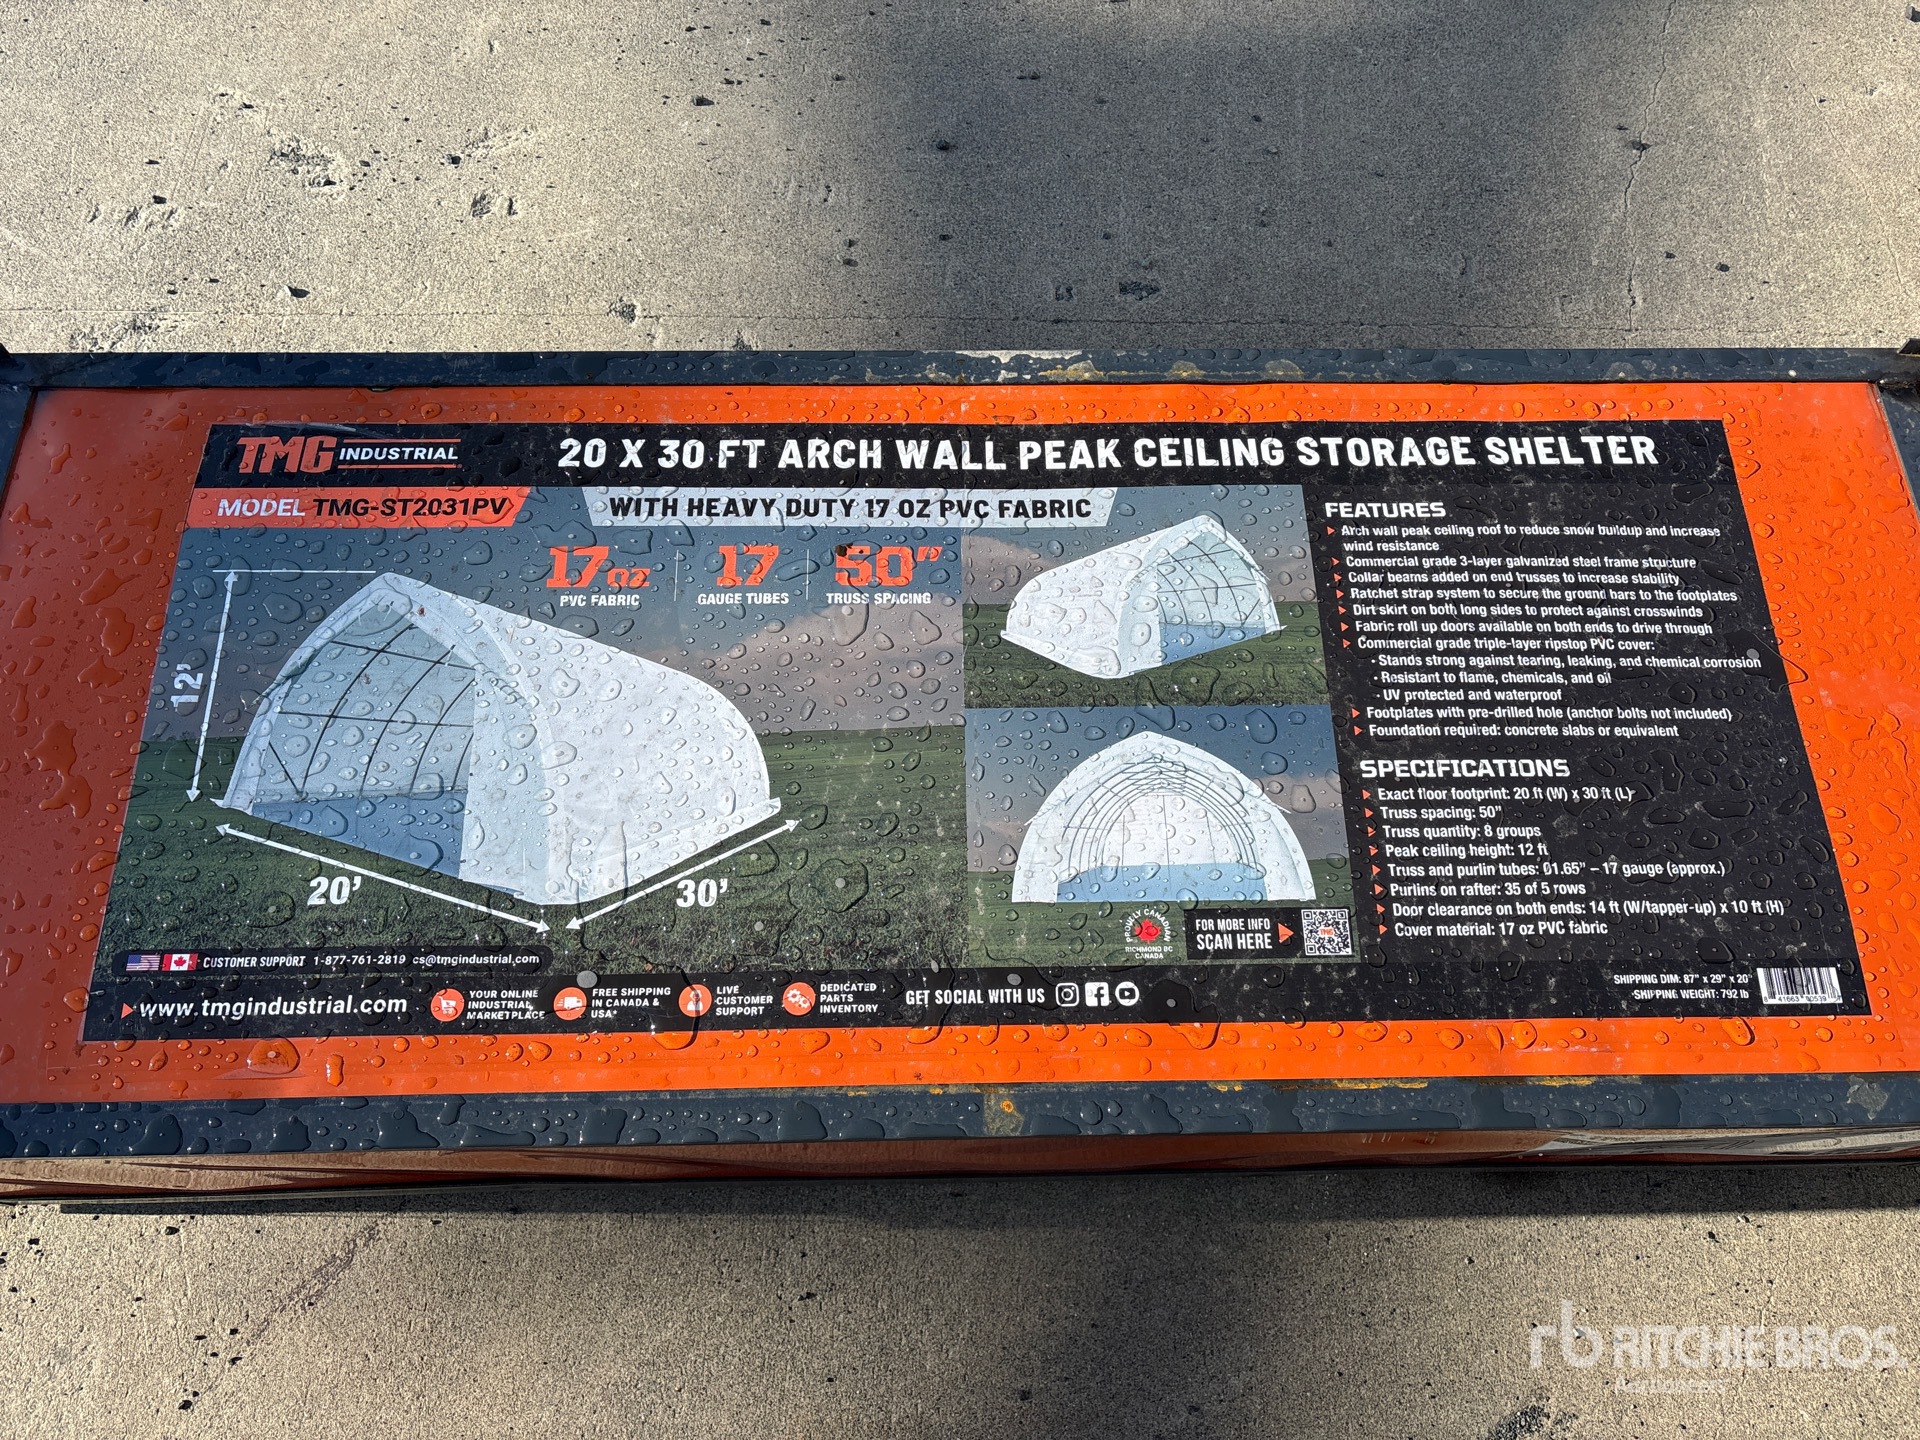 TMG INDUSTRIAL
20 X 30 FT ARCH WALL PEAK CEILING STORAGE SHELTER
MODEL TMG-ST2031PV
WITH HEAVY DUTY 17 OZ PVC FABRIC
17 oz
PVC FABRIC
17
GAUGE TUBES
50"
TRUSS SPACING
12'
20'
30'
FEATURES
Arch wall peak ceiling roof to reduce snow buildup and increase
wind resistance
Commercial grade 3-layer galvanized steel frame structure
Collar beams added on end trusses to increase stability
Ratchet strap system to secure the ground bars to the footplates
Dirt skirt on both long sides to protect against crosswinds
Fabric roll up doors available on both ends to drive through
Commercial grade triple-layer ripstop PVC cover:
• Stands strong against tearing, leaking, and chemical corrosion
• Resistant to flame, chemicals, and oil
• UV protected and waterproof
Footplates with pre-drilled hole (anchor bolts not included)
Foundation required: concrete slabs or equivalent
SPECIFICATIONS
Exact floor footprint: 20 ft (W) x 30 ft (L)
Truss spacing: 50"
Truss quantity: 8 groups
Peak ceiling height: 12 ft
Truss and purlin tubes: Ø1.65" – 17 gauge (approx.)
Purlins on rafter: 35 of 5 rows
Door clearance on both ends: 14 ft (W/tapper-up) x 10 ft (H)
Cover material: 17 oz PVC fabric
PROUDLY CANADIAN
RICHMOND BC
CANADA
FOR MORE INFO
SCAN HERE
TMG
CUSTOMER SUPPORT 1-877-761-2819 cs@tmgindustrial.com
www.tmgindustrial.com
YOUR ONLINE
INDUSTRIAL
MARKETPLACE
FREE SHIPPING
IN CANADA &
USA*
LIVE
CUSTOMER
SUPPORT
DEDICATED
PARTS
INVENTORY
GET SOCIAL WITH US
SHIPPING DIM: 87" x 29" x 20"
SHIPPING WEIGHT: 792 lb
rb RITCHIE BROS.
Auctioneers